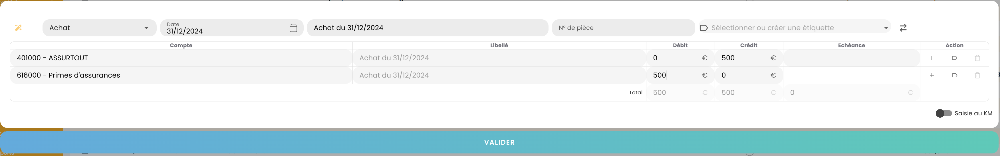 Achat
Date
31/12/2024
Achat du 31/12/2024
N° de pièce
Sélectionner ou créer une étiquette
Compte Libellé Débit Crédit Echéance Action
401000 - ASSURTOUT Achat du 31/12/2024 0 € 500 €
616000 - Primes d'assurances Achat du 31/12/2024 500 € 0 €
Total 500 € 500 € 0 €
Saisie au KM
VALIDER
ports